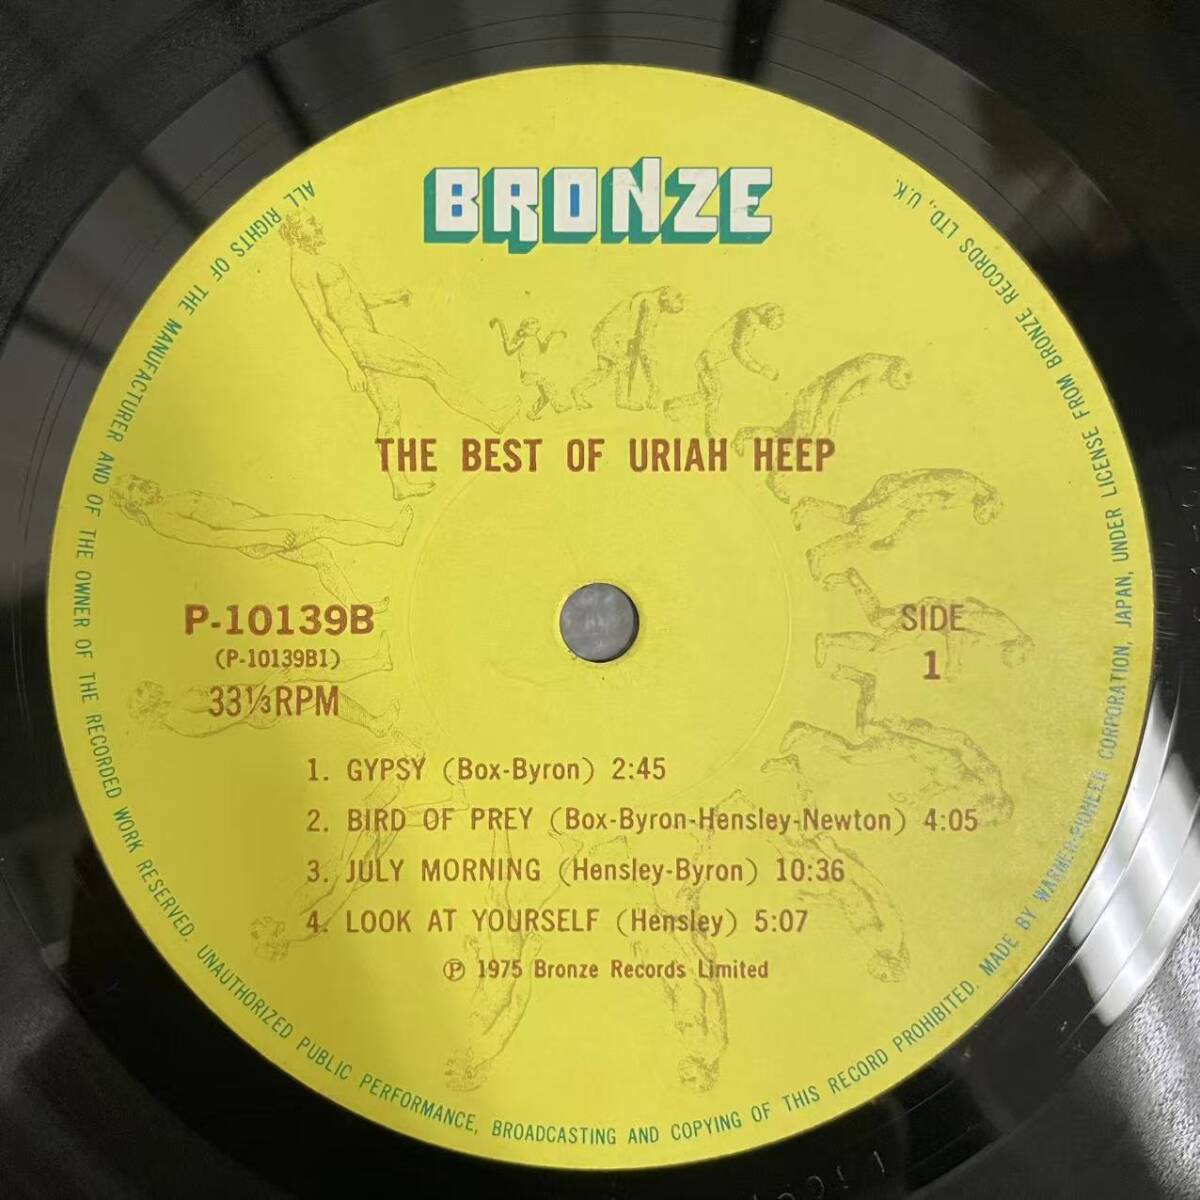 BRONZE
THE BEST OF URIAH HEEP
P-10139B
(P-10139B1)
33⅓RPM
SIDE
1
1. GYPSY (Box-Byron) 2:45
2. BIRD OF PREY (Box-Byron-Hensley-Newton) 4:05
3. JULY MORNING (Hensley-Byron) 10:36
4. LOOK AT YOURSELF (Hensley) 5:07
Ⓟ 1975 Bronze Records Limited
ALL RIGHTS OF THE MANUFACTURER AND OF THE OWNER OF THE RECORDED WORK RESERVED. UNAUTHORIZED PUBLIC PERFORMANCE, BROADCASTING AND COPYING OF THIS RECORD PROHIBITED. MADE BY WARNER-PIONEER CORPORATION, JAPAN, UNDER LICENSE FROM BRONZE RECORDS LTD., U.K.